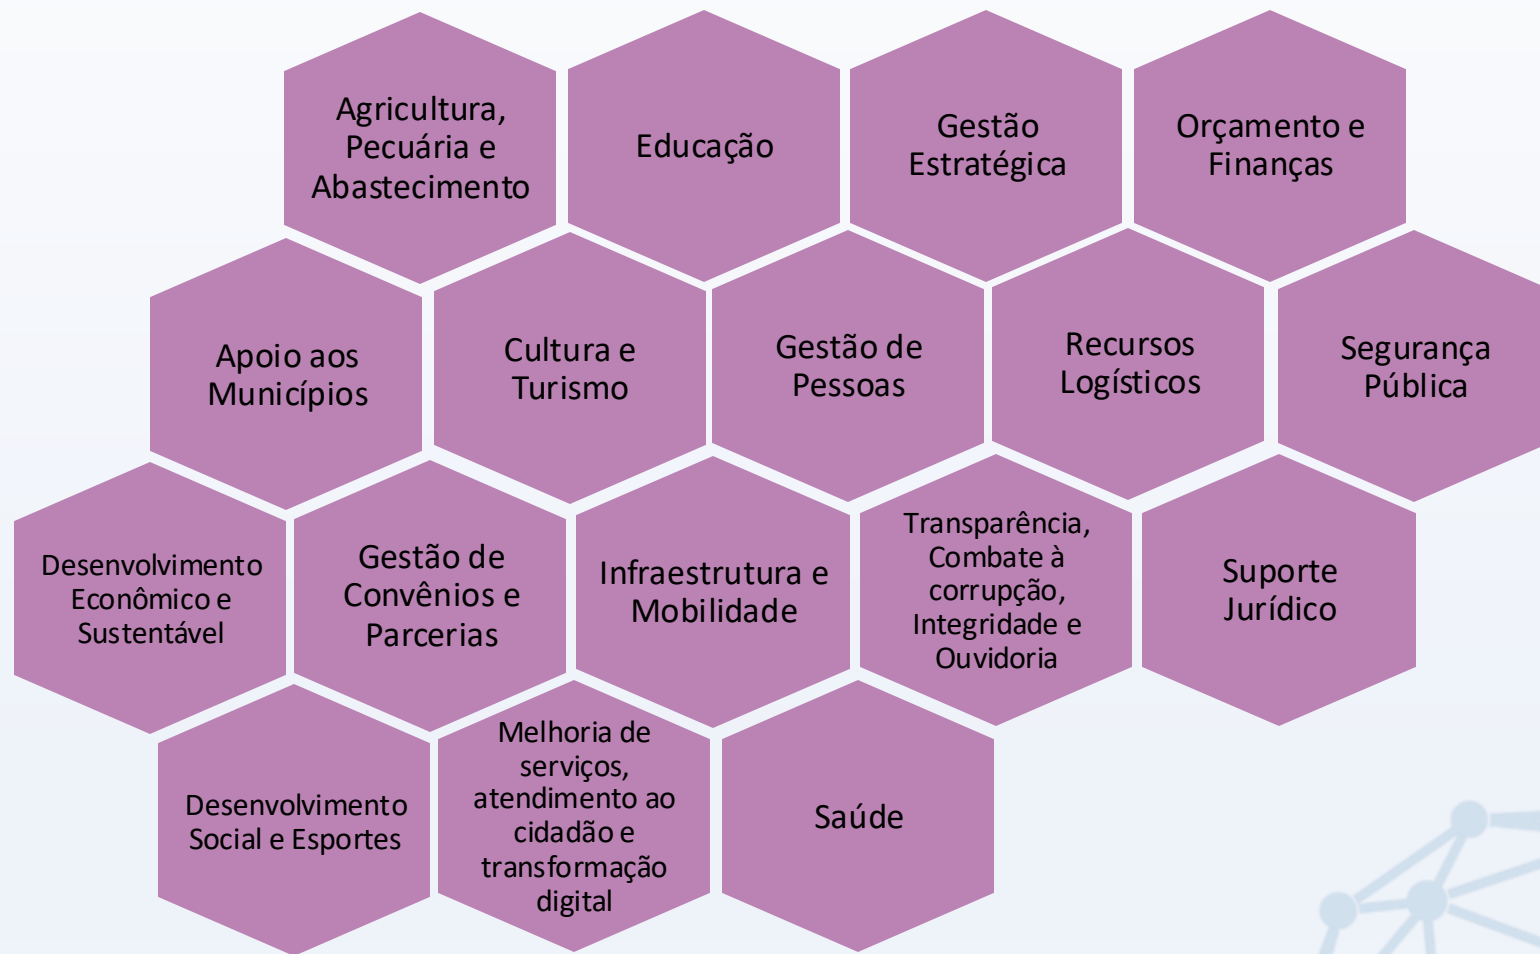 Agricultura,
Pecuária e
Abastecimento
Educação
Gestão
Estratégica
Orçamento e
Finanças
Apoio aos
Municípios
Cultura e
Turismo
Gestão de
Pessoas
Recursos
Logísticos
Segurança
Pública
Desenvolvimento
Econômico e
Sustentável
Gestão de
Convênios e
Parcerias
Infraestrutura e
Mobilidade
Transparência,
Combate à
corrupção,
Integridade e
Ouvidoria
Suporte
Jurídico
Desenvolvimento
Social e Esportes
Melhoria de
serviços,
atendimento ao
cidadão e
transformação
digital
Saúde